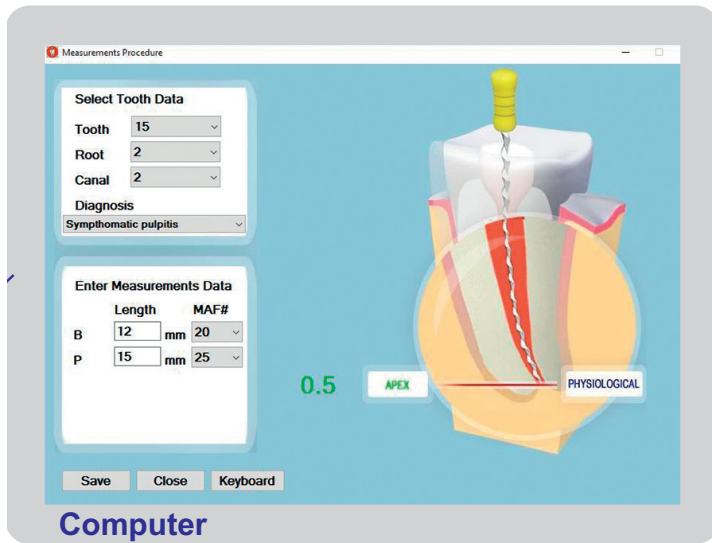 Measurements Procedure
Select Tooth Data
Tooth 15
Root 2
Canal 2
Diagnosis
Sympthomatic pulpitis
Enter Measurements Data
Length MAF#
B 12 mm 20
P 15 mm 25
0.5 APEX PHYSIOLOGICAL
Save Close Keyboard
Computer